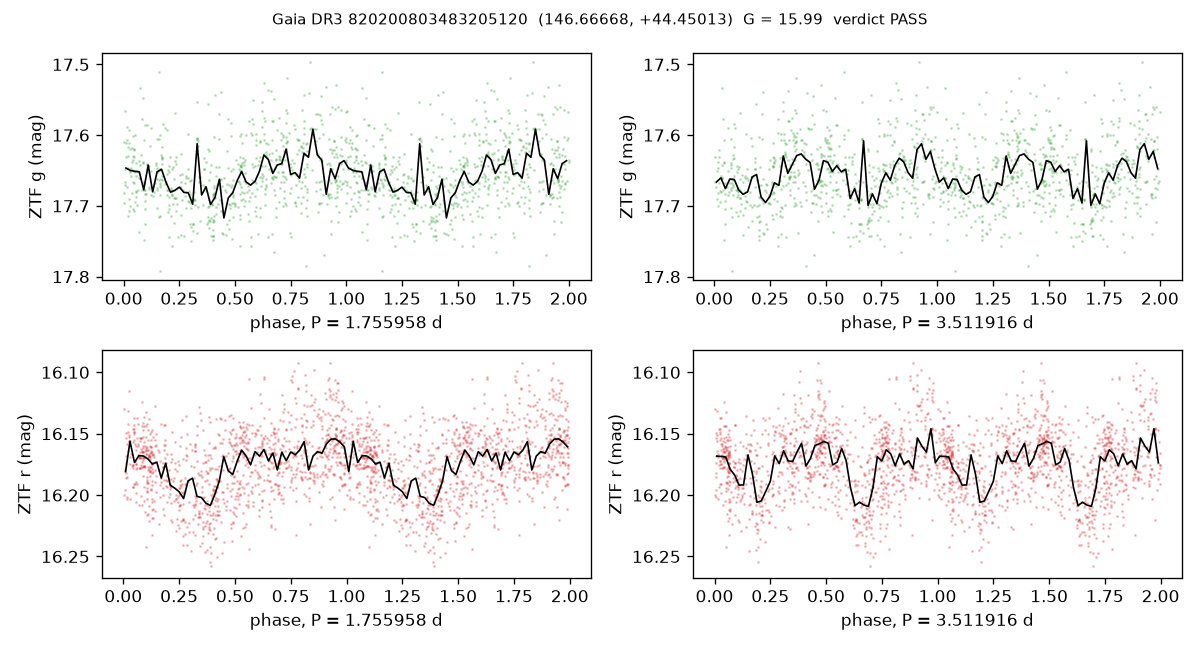 Gaia DR3 820200803483205120 (146.66668, +44.45013) G = 15.99 verdict PASS
17.5
17.6
17.7
17.8
ZTF g (mag)
0.00 0.25 0.50 0.75 1.00 1.25 1.50 1.75 2.00
phase, P = 1.755958 d
17.5
17.6
17.7
17.8
ZTF g (mag)
0.00 0.25 0.50 0.75 1.00 1.25 1.50 1.75 2.00
phase, P = 3.511916 d
16.10
16.15
16.20
16.25
ZTF r (mag)
0.00 0.25 0.50 0.75 1.00 1.25 1.50 1.75 2.00
phase, P = 1.755958 d
16.10
16.15
16.20
16.25
ZTF r (mag)
0.00 0.25 0.50 0.75 1.00 1.25 1.50 1.75 2.00
phase, P = 3.511916 d